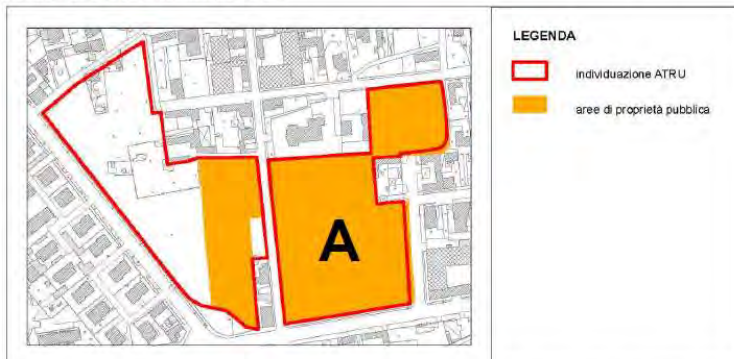 LEGENDA
individuazione ATRU
aree di proprietà pubblica
A